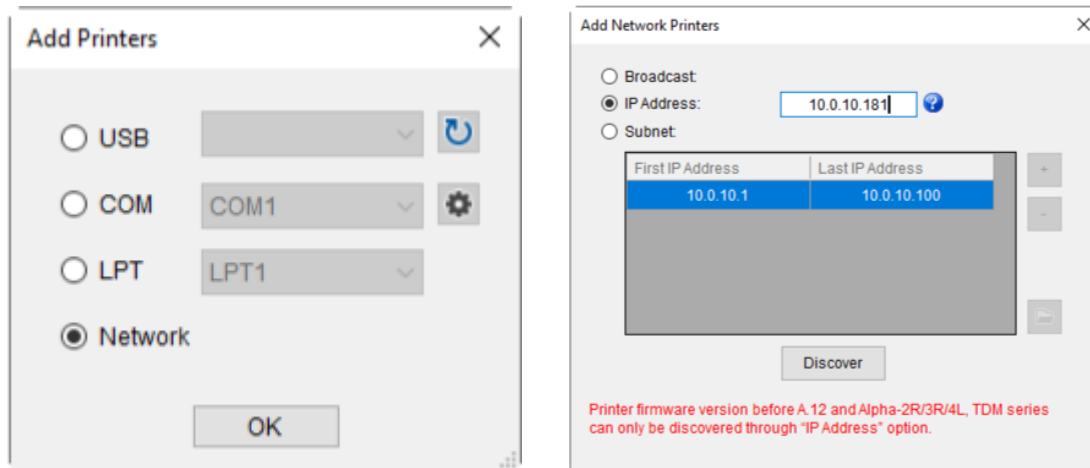 Add Printers
USB
COM
COM1
LPT
LPT1
Network
OK
Add Network Printers
Broadcast:
IP Address:
10.0.10.181
?
Subnet:
First IP Address
Last IP Address
10.0.10.1
10.0.10.100
+
-
Discover
Printer firmware version before A.12 and Alpha-2R/3R/4L, TDM series
can only be discovered through "IP Address" option.